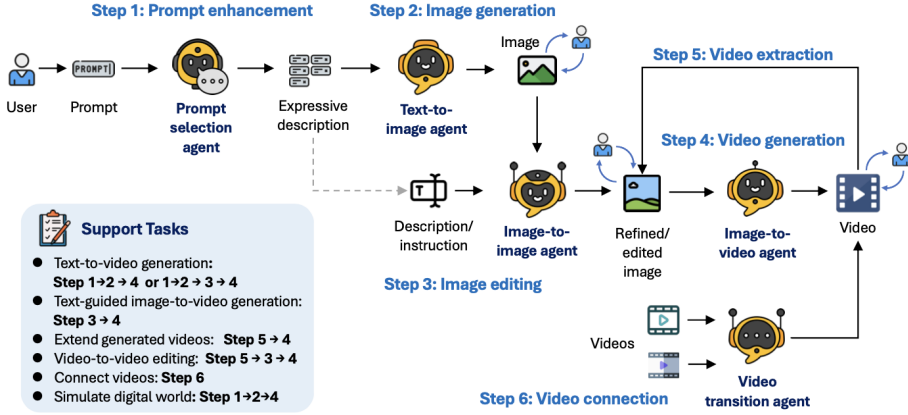 Step 1: Prompt enhancement
Step 2: Image generation
Image
Step 5: Video extraction
PROMPT
User
Prompt
Prompt
selection
agent
Expressive
description
Text-to-
image agent
Step 4: Video generation
T
Description/
instruction
Image-to-
image agent
Refined/
edited
image
Image-to-
video agent
Video
Step 3: Image editing
Support Tasks
● Text-to-video generation:
Step 1→2 → 4 or 1→2 → 3 → 4
● Text-guided image-to-video generation:
Step 3 → 4
● Extend generated videos: Step 5 → 4
● Video-to-video editing: Step 5 → 3 → 4
● Connect videos: Step 6
● Simulate digital world: Step 1→2→4
Videos
Step 6: Video connection
Video
transition agent